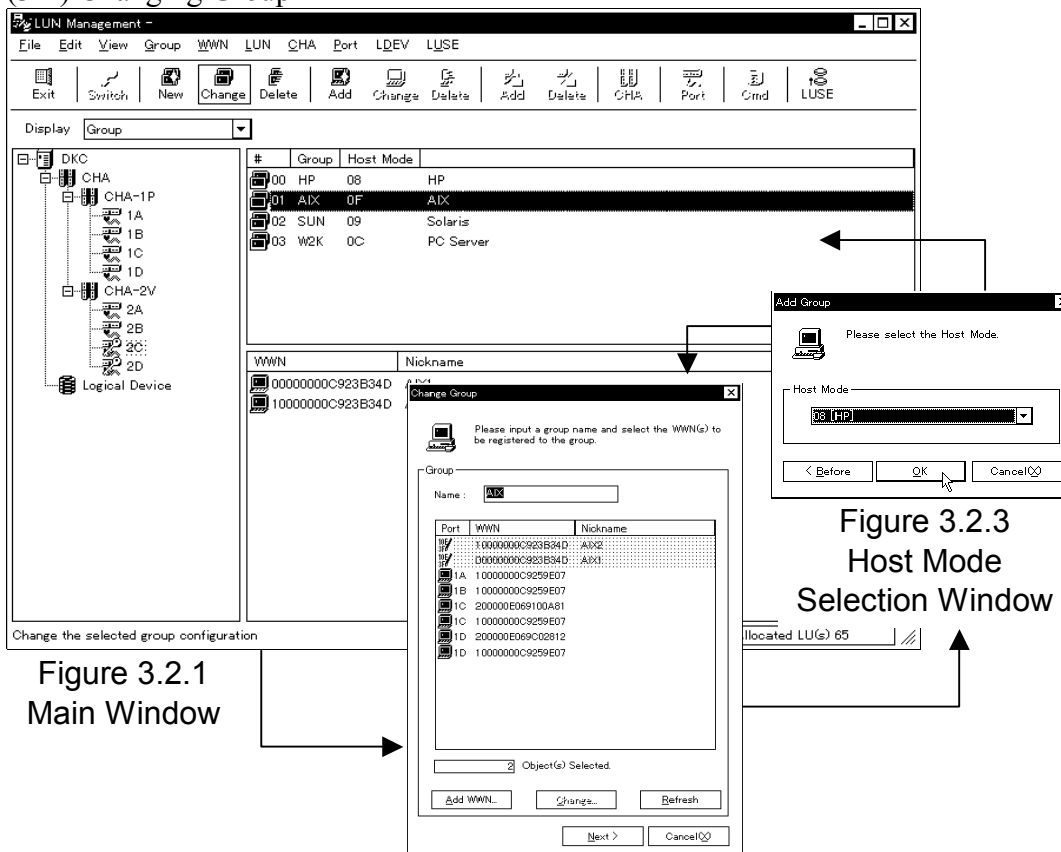 LUN Management -
File Edit View Group WWN LUN CHA Port LDEV LUSE
Exit Switch New Change Delete Add Change Delete Add Delete CHA Port Cmd LUSE
Display Group
DKC
CHA
CHA-1P
1A
1B
1C
1D
CHA-2V
2A
2B
2C
2D
Logical Device
# Group Host Mode
00 HP 08 HP
01 AIX 0F AIX
02 SUN 09 Solaris
03 W2K 0C PC Server
WWN Nickname
00000000C923B34D
10000000C923B34D
Change the selected group configuration
Allocated LU(s) 65
Figure 3.2.1
Main Window
Change Group
Please input a group name and select the WWN(s) to
be registered to the group.
Group
Name : AIX
Port WWN Nickname
10000000C923B34D AIX2
00000000C923B34D AIX1
1A 10000000C9259E07
1B 10000000C9259E07
1C 200000E069100A81
1C 10000000C9259E07
1D 200000E069C02812
1D 10000000C9259E07
2 Object(s) Selected.
Add WWN... Change... Refresh
Next > Cancel(X)
Add Group
Please select the Host Mode.
Host Mode
08 [HP]
< Before OK Cancel(X)
Figure 3.2.3
Host Mode
Selection Window